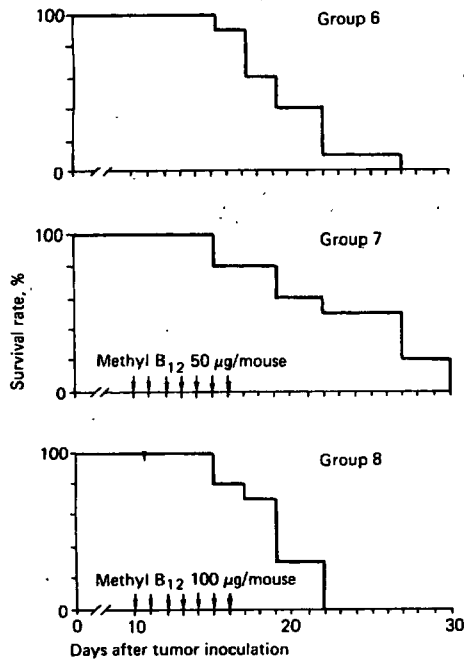 Group 6
100
0
Group 7
100
Survival rate, %
Methyl B12 50 µg/mouse
0
Group 8
100
Methyl B12 100 µg/mouse
0
0 10 20 30
Days after tumor inoculation